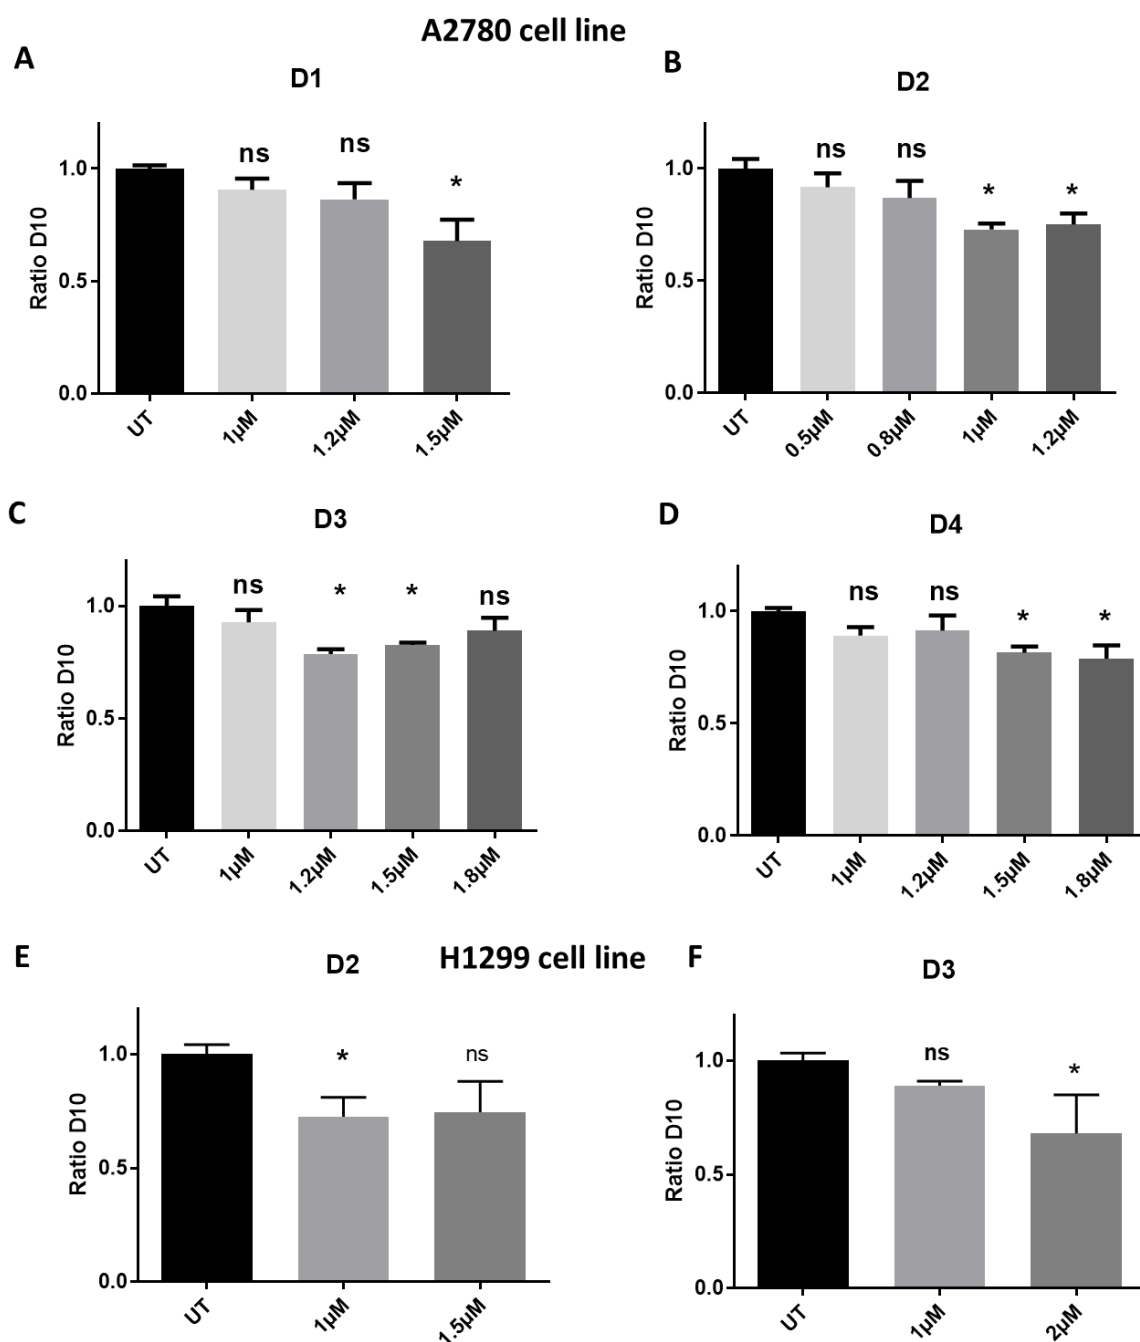 A2780 cell line
A
D1
Ratio D10
1.0
0.5
0.0
ns
ns
*
UT
1µM
1.2µM
1.5µM
B
D2
Ratio D10
1.0
0.5
0.0
ns
ns
*
*
UT
0.5µM
0.8µM
1µM
1.2µM
C
D3
Ratio D10
1.0
0.5
0.0
ns
*
*
ns
UT
1µM
1.2µM
1.5µM
1.8µM
D
D4
Ratio D10
1.0
0.5
0.0
ns
ns
*
*
UT
1µM
1.2µM
1.5µM
1.8µM
H1299 cell line
E
D2
Ratio D10
1.0
0.5
0.0
*
ns
UT
1µM
1.5µM
F
D3
Ratio D10
1.0
0.5
0.0
ns
*
UT
1µM
2µM